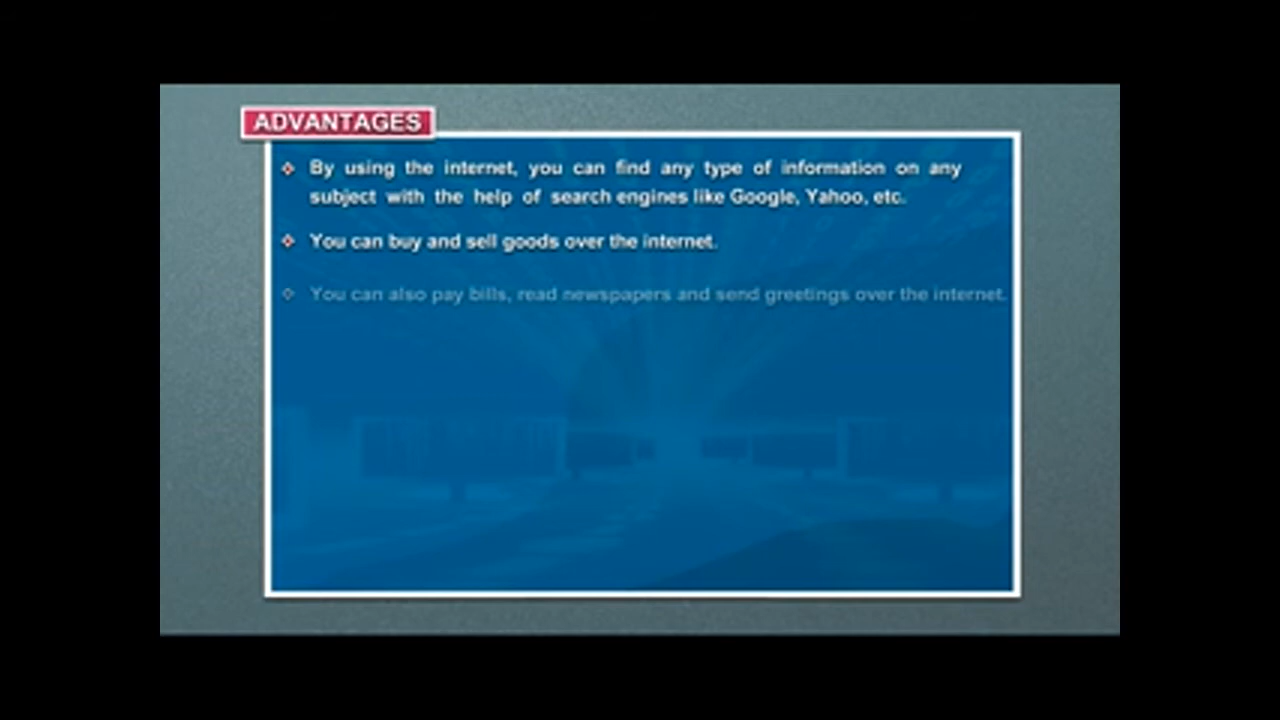 ADVANTAGES
By using the internet, you can find any type of information on any
subject with the help of search engines like Google, Yahoo, etc.
You can buy and sell goods over the internet.
You can also pay bills, read newspapers and send greetings over the internet.